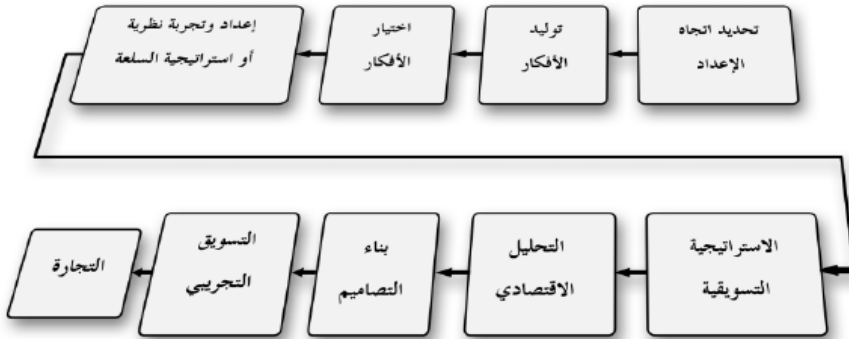 تحديد اتجاه
الإعداد
توليد
الأفكار
اختيار
الأفكار
إعداد وتجربة نظرية
أو استراتيجية السلعة
الاستراتيجية
التسويقية
التحليل
الاقتصادي
بناء
التصاميم
التسويق
التجريبي
التجارة